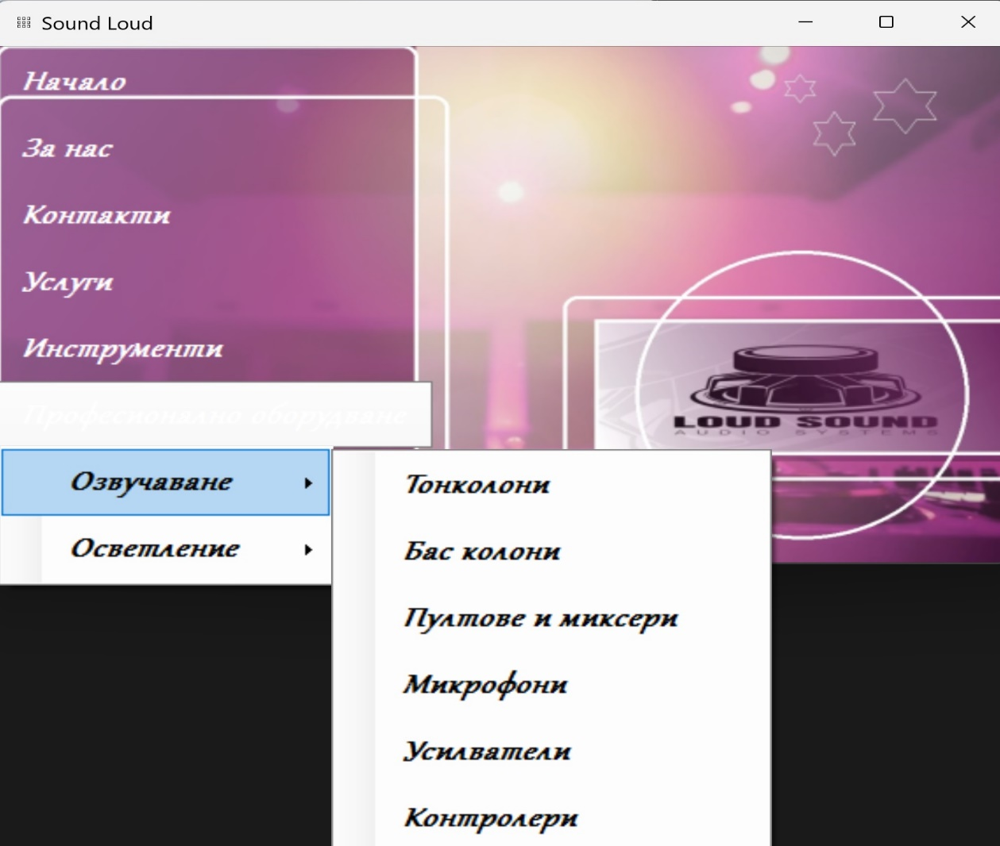 Sound Loud
Начало
За нас
Контакти
Услуги
Инструменти
Професионално оборудване
Озвучаване
Осветление
Тонколони
Бас колони
Пултове и миксери
Микрофони
Усилватели
Контролери
LOUD SOUND
AUDIO SYSTEMS